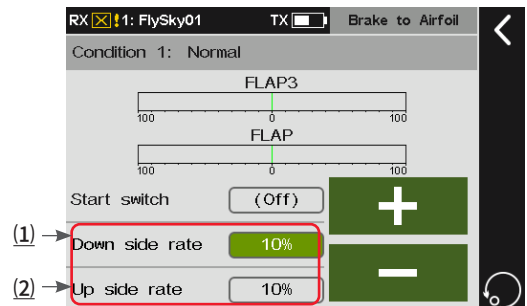 RX !1: FlySky01 TX Brake to Airfoil
Condition 1: Normal
FLAP3
100 0 100
FLAP
100 0 100
Start switch (Off)
(1) Down side rate 10%
(2) Up side rate 10%